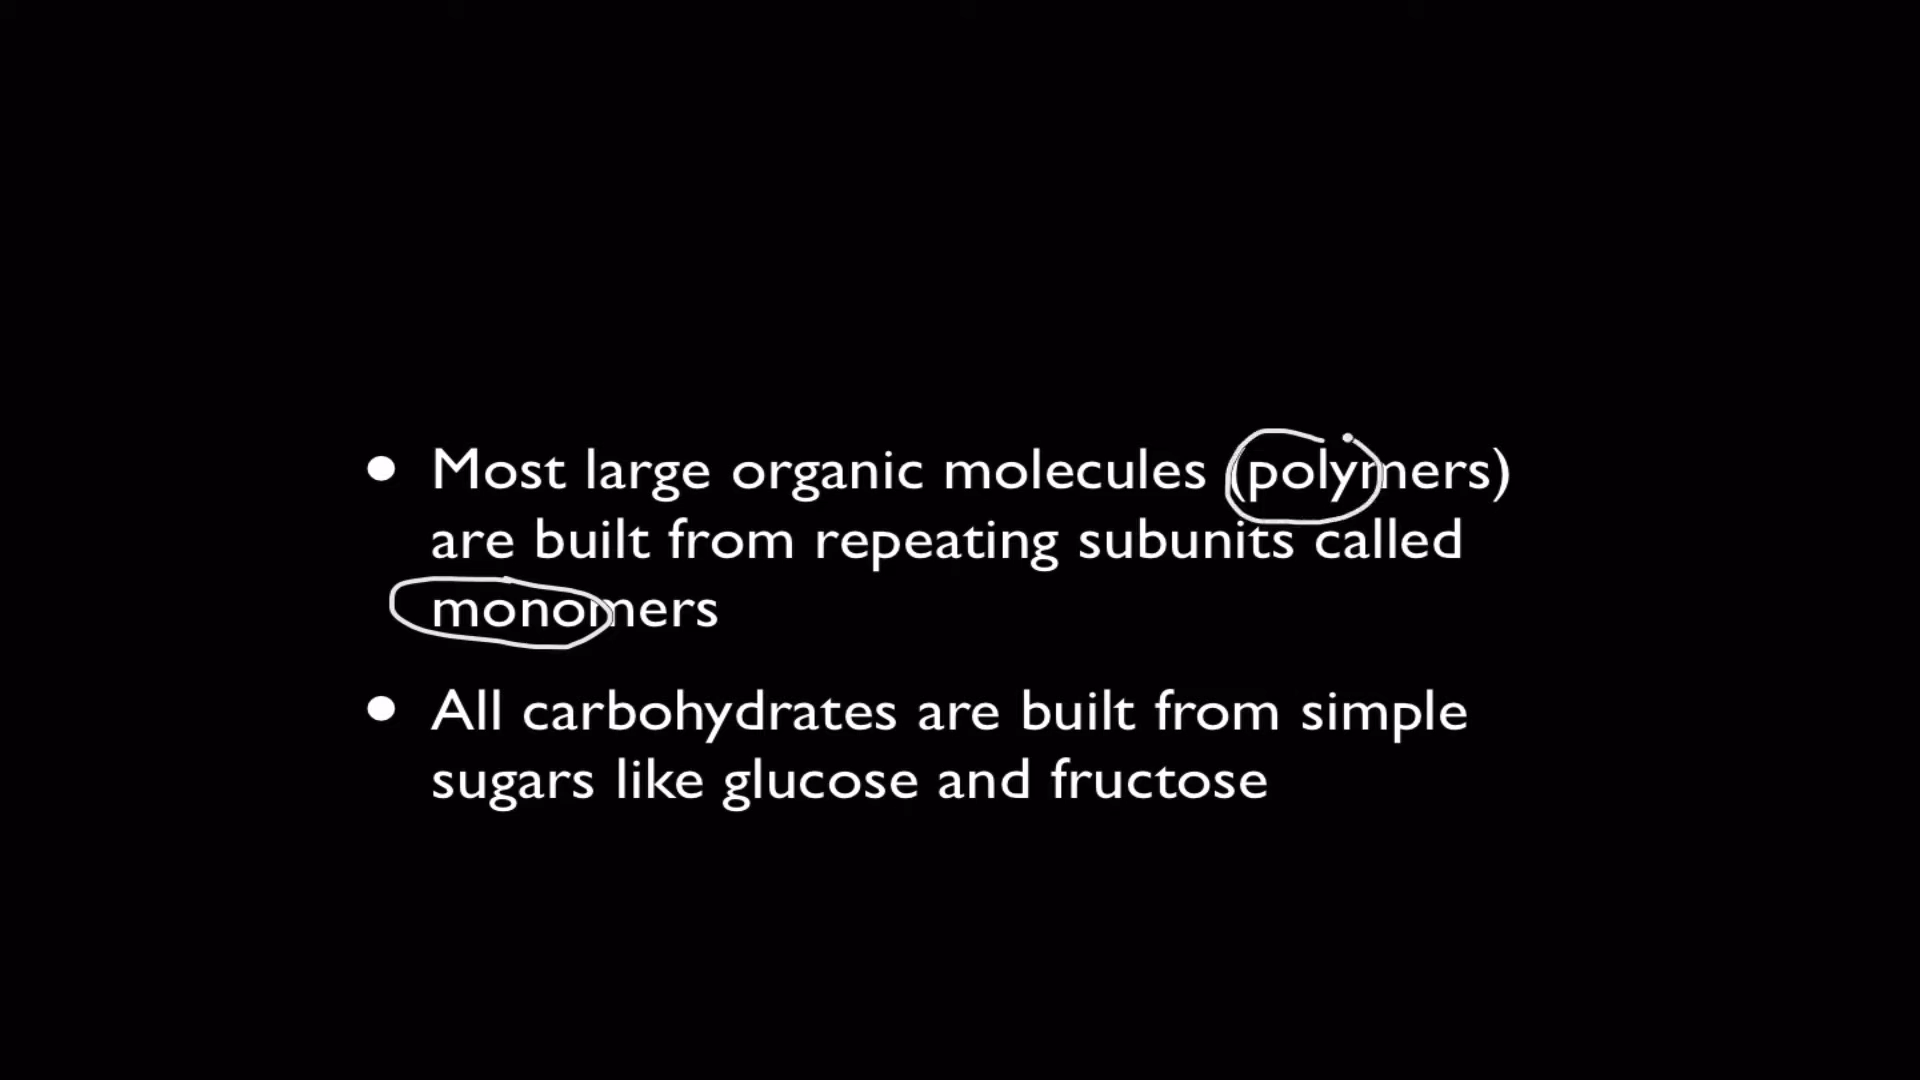 • Most large organic molecules (polymers)
are built from repeating subunits called
monomers
• All carbohydrates are built from simple
sugars like glucose and fructose